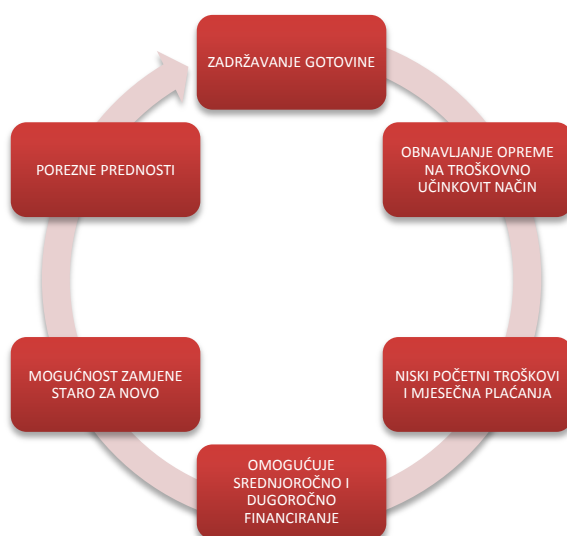 ZADRŽAVANJE GOTOVINE
OBNAVLJANJE OPREME
NA TROŠKOVNO
UČINKOVIT NAČIN
NISKI POČETNI TROŠKOVI
I MJESEČNA PLAĆANJA
OMOGUĆUJE
SREDNJOROČNO I
DUGOROČNO
FINANCIRANJE
MOGUĆNOST ZAMJENE
STARO ZA NOVO
POREZNE PREDNOSTI